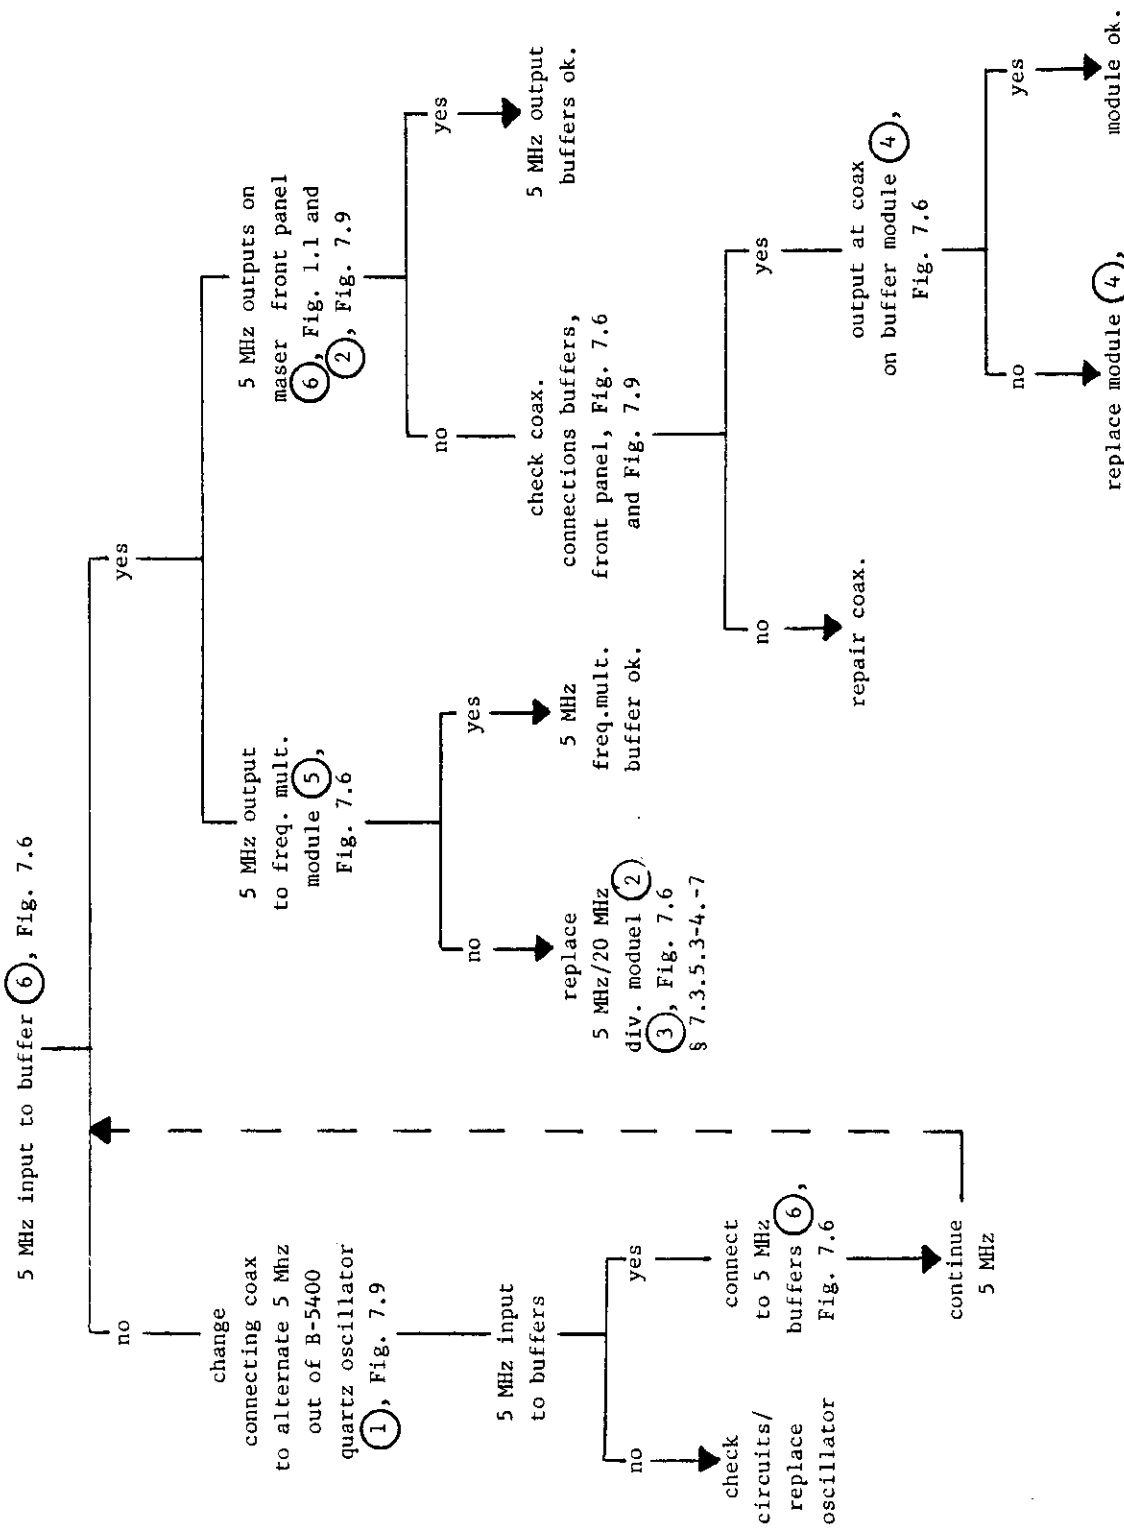 5 MHz input to buffer 6, Fig. 7.6
no
change
connecting coax
to alternate 5 Mhz
out of B-5400
quartz oscillator
1, Fig. 7.9
5 MHz input
to buffers
no
check
circuits/
replace
oscillator
yes
connect
to 5 MHz
buffers 6,
Fig. 7.6
continue
5 MHz
yes
5 MHz output
to freq. mult.
module 5,
Fig. 7.6
no
replace
5 MHz/20 MHz
div. moduel 2
3, Fig. 7.6
§ 7.3.5.3-4.-7
yes
5 MHz
freq.mult.
buffer ok.
5 MHz outputs on
maser front panel
6, Fig. 1.1 and
2, Fig. 7.9
no
check coax.
connections buffers,
front panel, Fig. 7.6
and Fig. 7.9
no
repair coax.
yes
output at coax
on buffer module 4,
Fig. 7.6
no
replace module 4,
yes
module ok.
yes
5 MHz output
buffers ok.